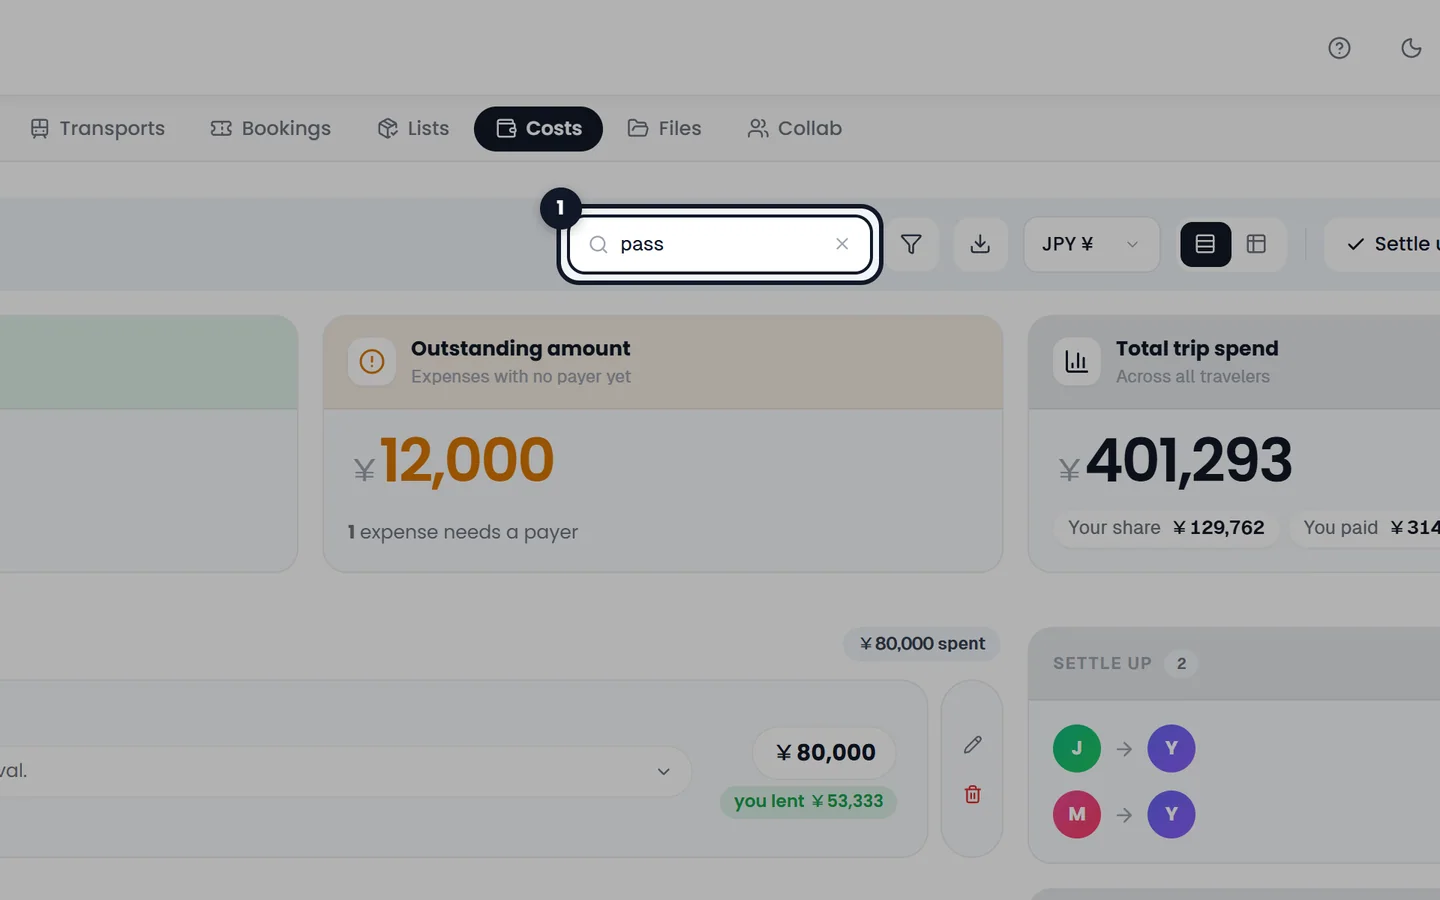 Transports
Bookings
Lists
Costs
Files
Collab
1
pass
JPY ¥
Settle u
Outstanding amount
Expenses with no payer yet
¥12,000
1 expense needs a payer
Total trip spend
Across all travelers
¥401,293
Your share ¥129,762
You paid ¥314
¥80,000 spent
SETTLE UP 2
val.
¥80,000
you lent ¥53,333
J → Y
M → Y